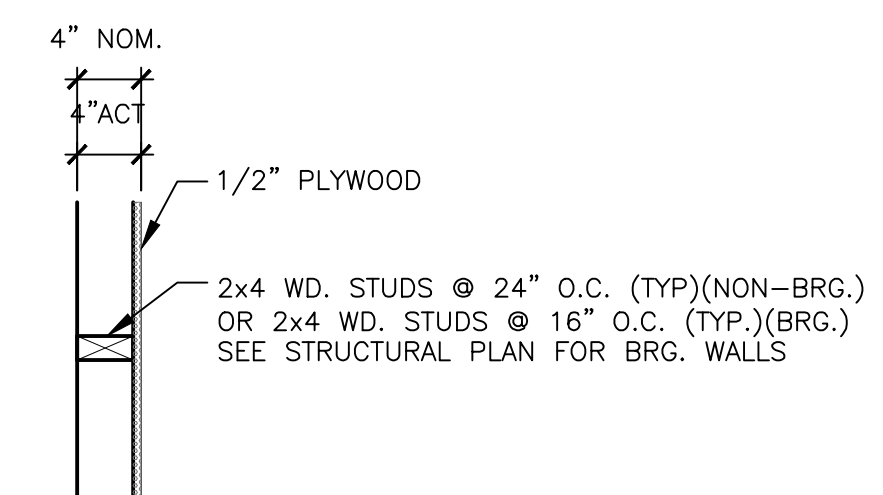 4” NOM.
4”ACT
1/2” PLYWOOD
2x4 WD. STUDS @ 24” O.C. (TYP)(NON-BRG.)
OR 2x4 WD. STUDS @ 16” O.C. (TYP.)(BRG.)
SEE STRUCTURAL PLAN FOR BRG. WALLS